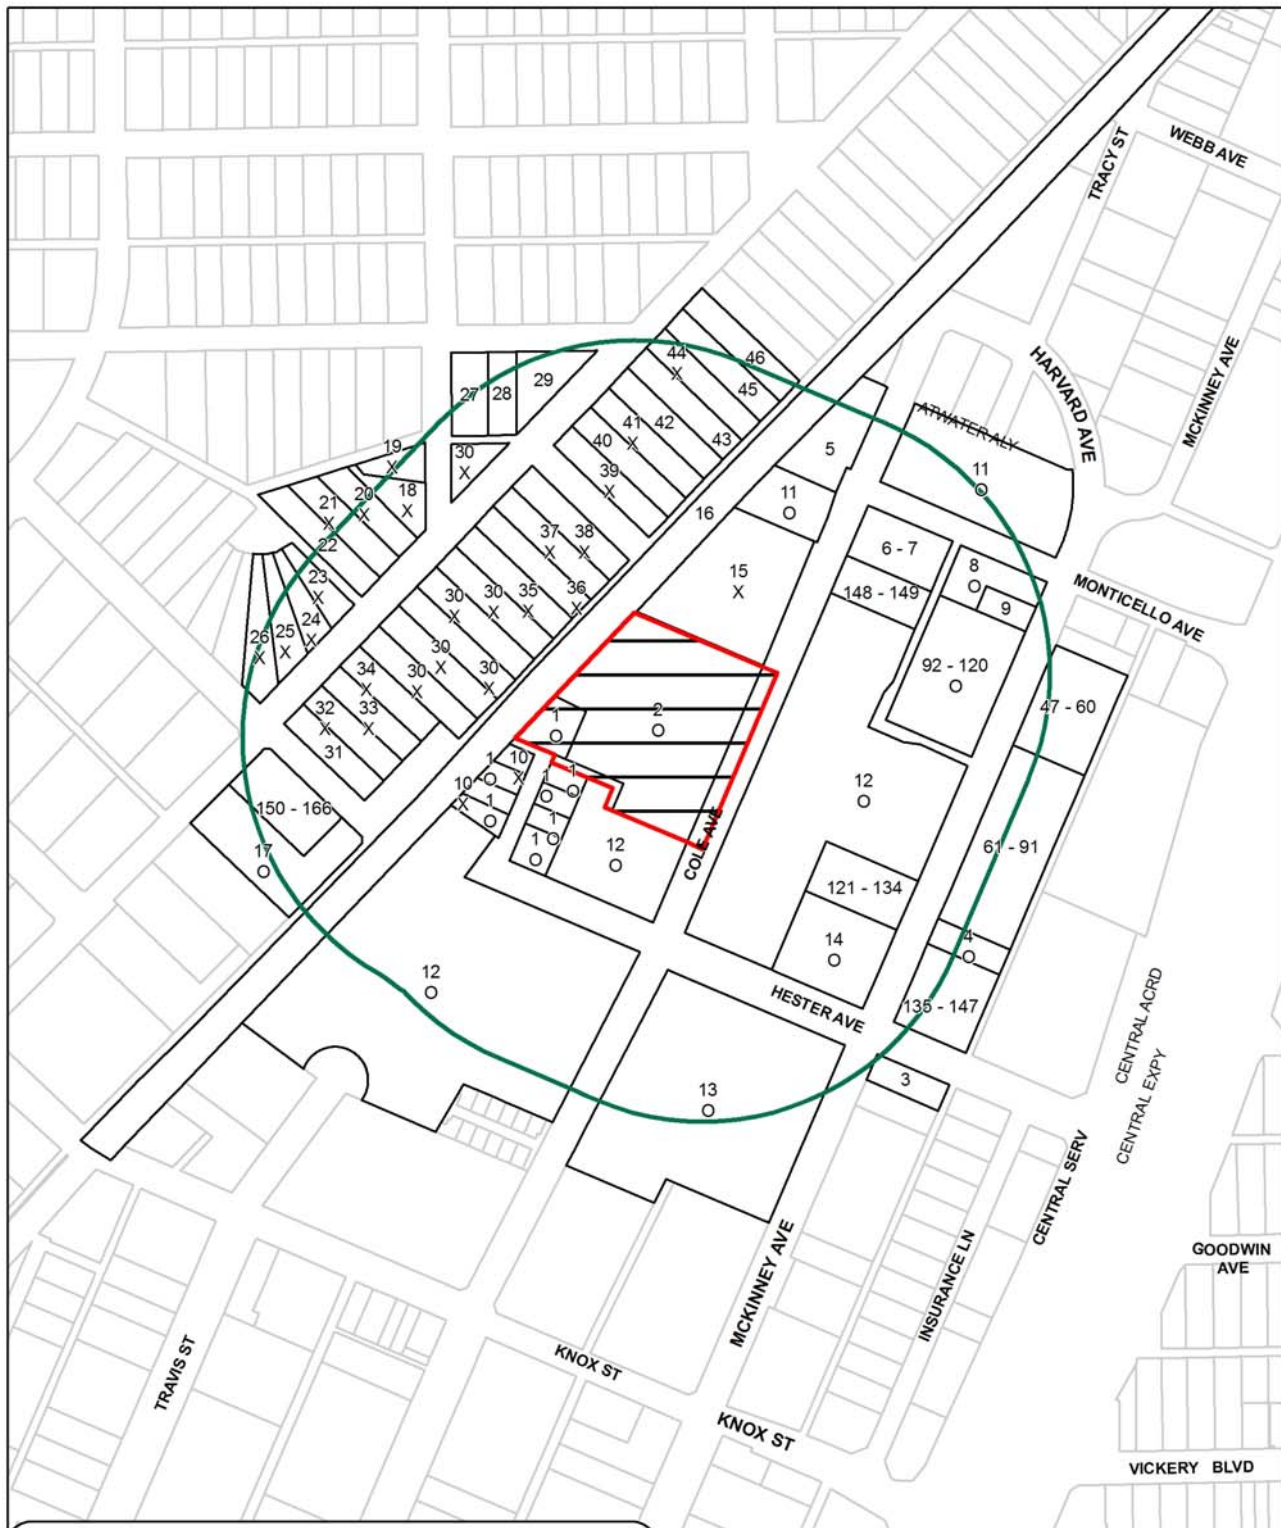 WEBB AVE
TRACY ST
MCKINNEY AVE
HARVARD AVE
ATWATER ALY
44
X
46
45
27
28
29
41
X
42
43
40
39
X
5
11
O
11
O
19
X
30
X
21
X
20
X
18
X
22
16
37
X
38
X
6 - 7
15
X
8
O
148 - 149
9
MONTICELLO AVE
23
X
30
X
30
X
35
X
36
X
24
X
25
X
26
X
34
X
30
X
30
X
30
X
92 - 120
O
47 - 60
32
X
33
X
31
1
O
2
O
1
O
10
X
1
O
1
O
10
X
1
O
1
O
1
O
12
O
150 - 166
17
O
12
O
COLE AVE
61 - 91
121 - 134
14
O
4
O
12
O
HESTER AVE
135 - 147
CENTRAL ACRD
CENTRAL EXPY
3
13
O
CENTRAL SERV
GOODWIN
AVE
INSURANCE LN
MCKINNEY AVE
TRAVIS ST
KNOX ST
KNOX ST
VICKERY BLVD